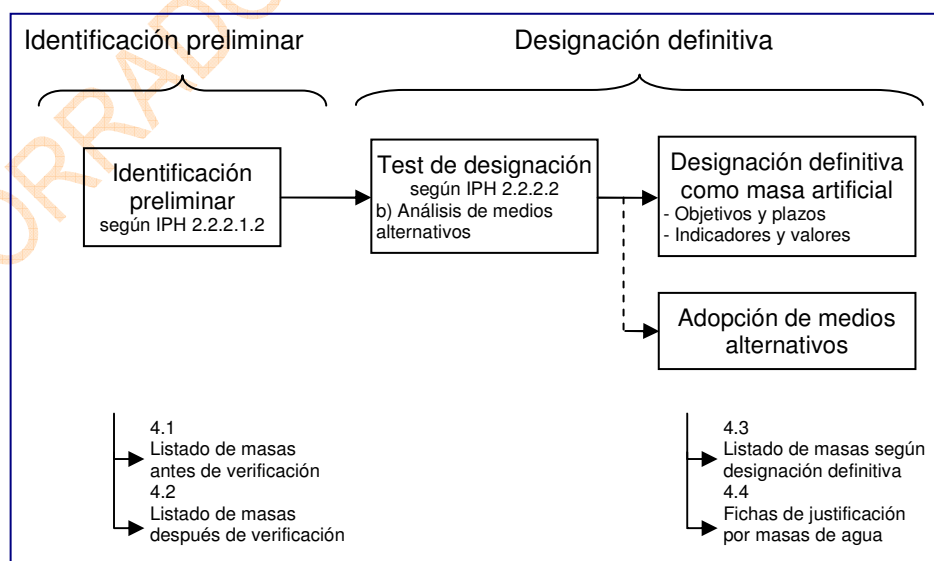 Identificación preliminar
Designación definitiva
Identificación
preliminar
según IPH 2.2.2.1.2
Test de designación
según IPH 2.2.2.2
b) Análisis de medios
alternativos
Designación definitiva
como masa artificial
- Objetivos y plazos
- Indicadores y valores
Adopción de medios
alternativos
4.1
Listado de masas
antes de verificación
4.2
Listado de masas
después de verificación
4.3
Listado de masas según
designación definitiva
4.4
Fichas de justificación
por masas de agua
ORRADO